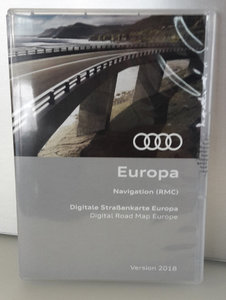 Europa
Navigation (RMC)
Digitale Straßenkarte Europa
Digital Road Map Europe
Version 2018